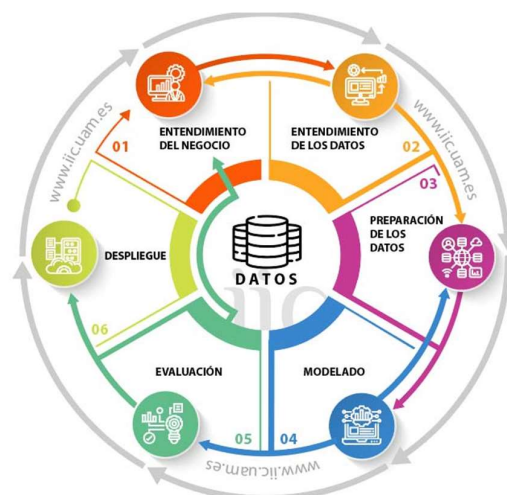 www.iic.uam.es
www.iic.uam.es
01
ENTENDIMIENTO
DEL NEGOCIO
ENTENDIMIENTO
DE LOS DATOS
02
03
PREPARACIÓN
DE LOS
DATOS
DESPLIEGUE
DATOS
iic
06
EVALUACIÓN
MODELADO
05
04
www.iic.uam.es